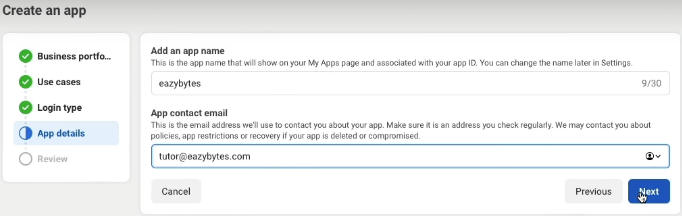 Create an app
Business portfo...
Use cases
Login type
App details
Review
Add an app name
This is the app name that will show on your My Apps page and associated with your app ID. You can change the name later in Settings.
eazybytes 9/30
App contact email
This is the email address we'll use to contact you about your app. Make sure it is an address you check regularly. We may contact you about
policies, app restrictions or recovery if your app is deleted or compromised.
tutor@eazybytes.com
Cancel Previous Next